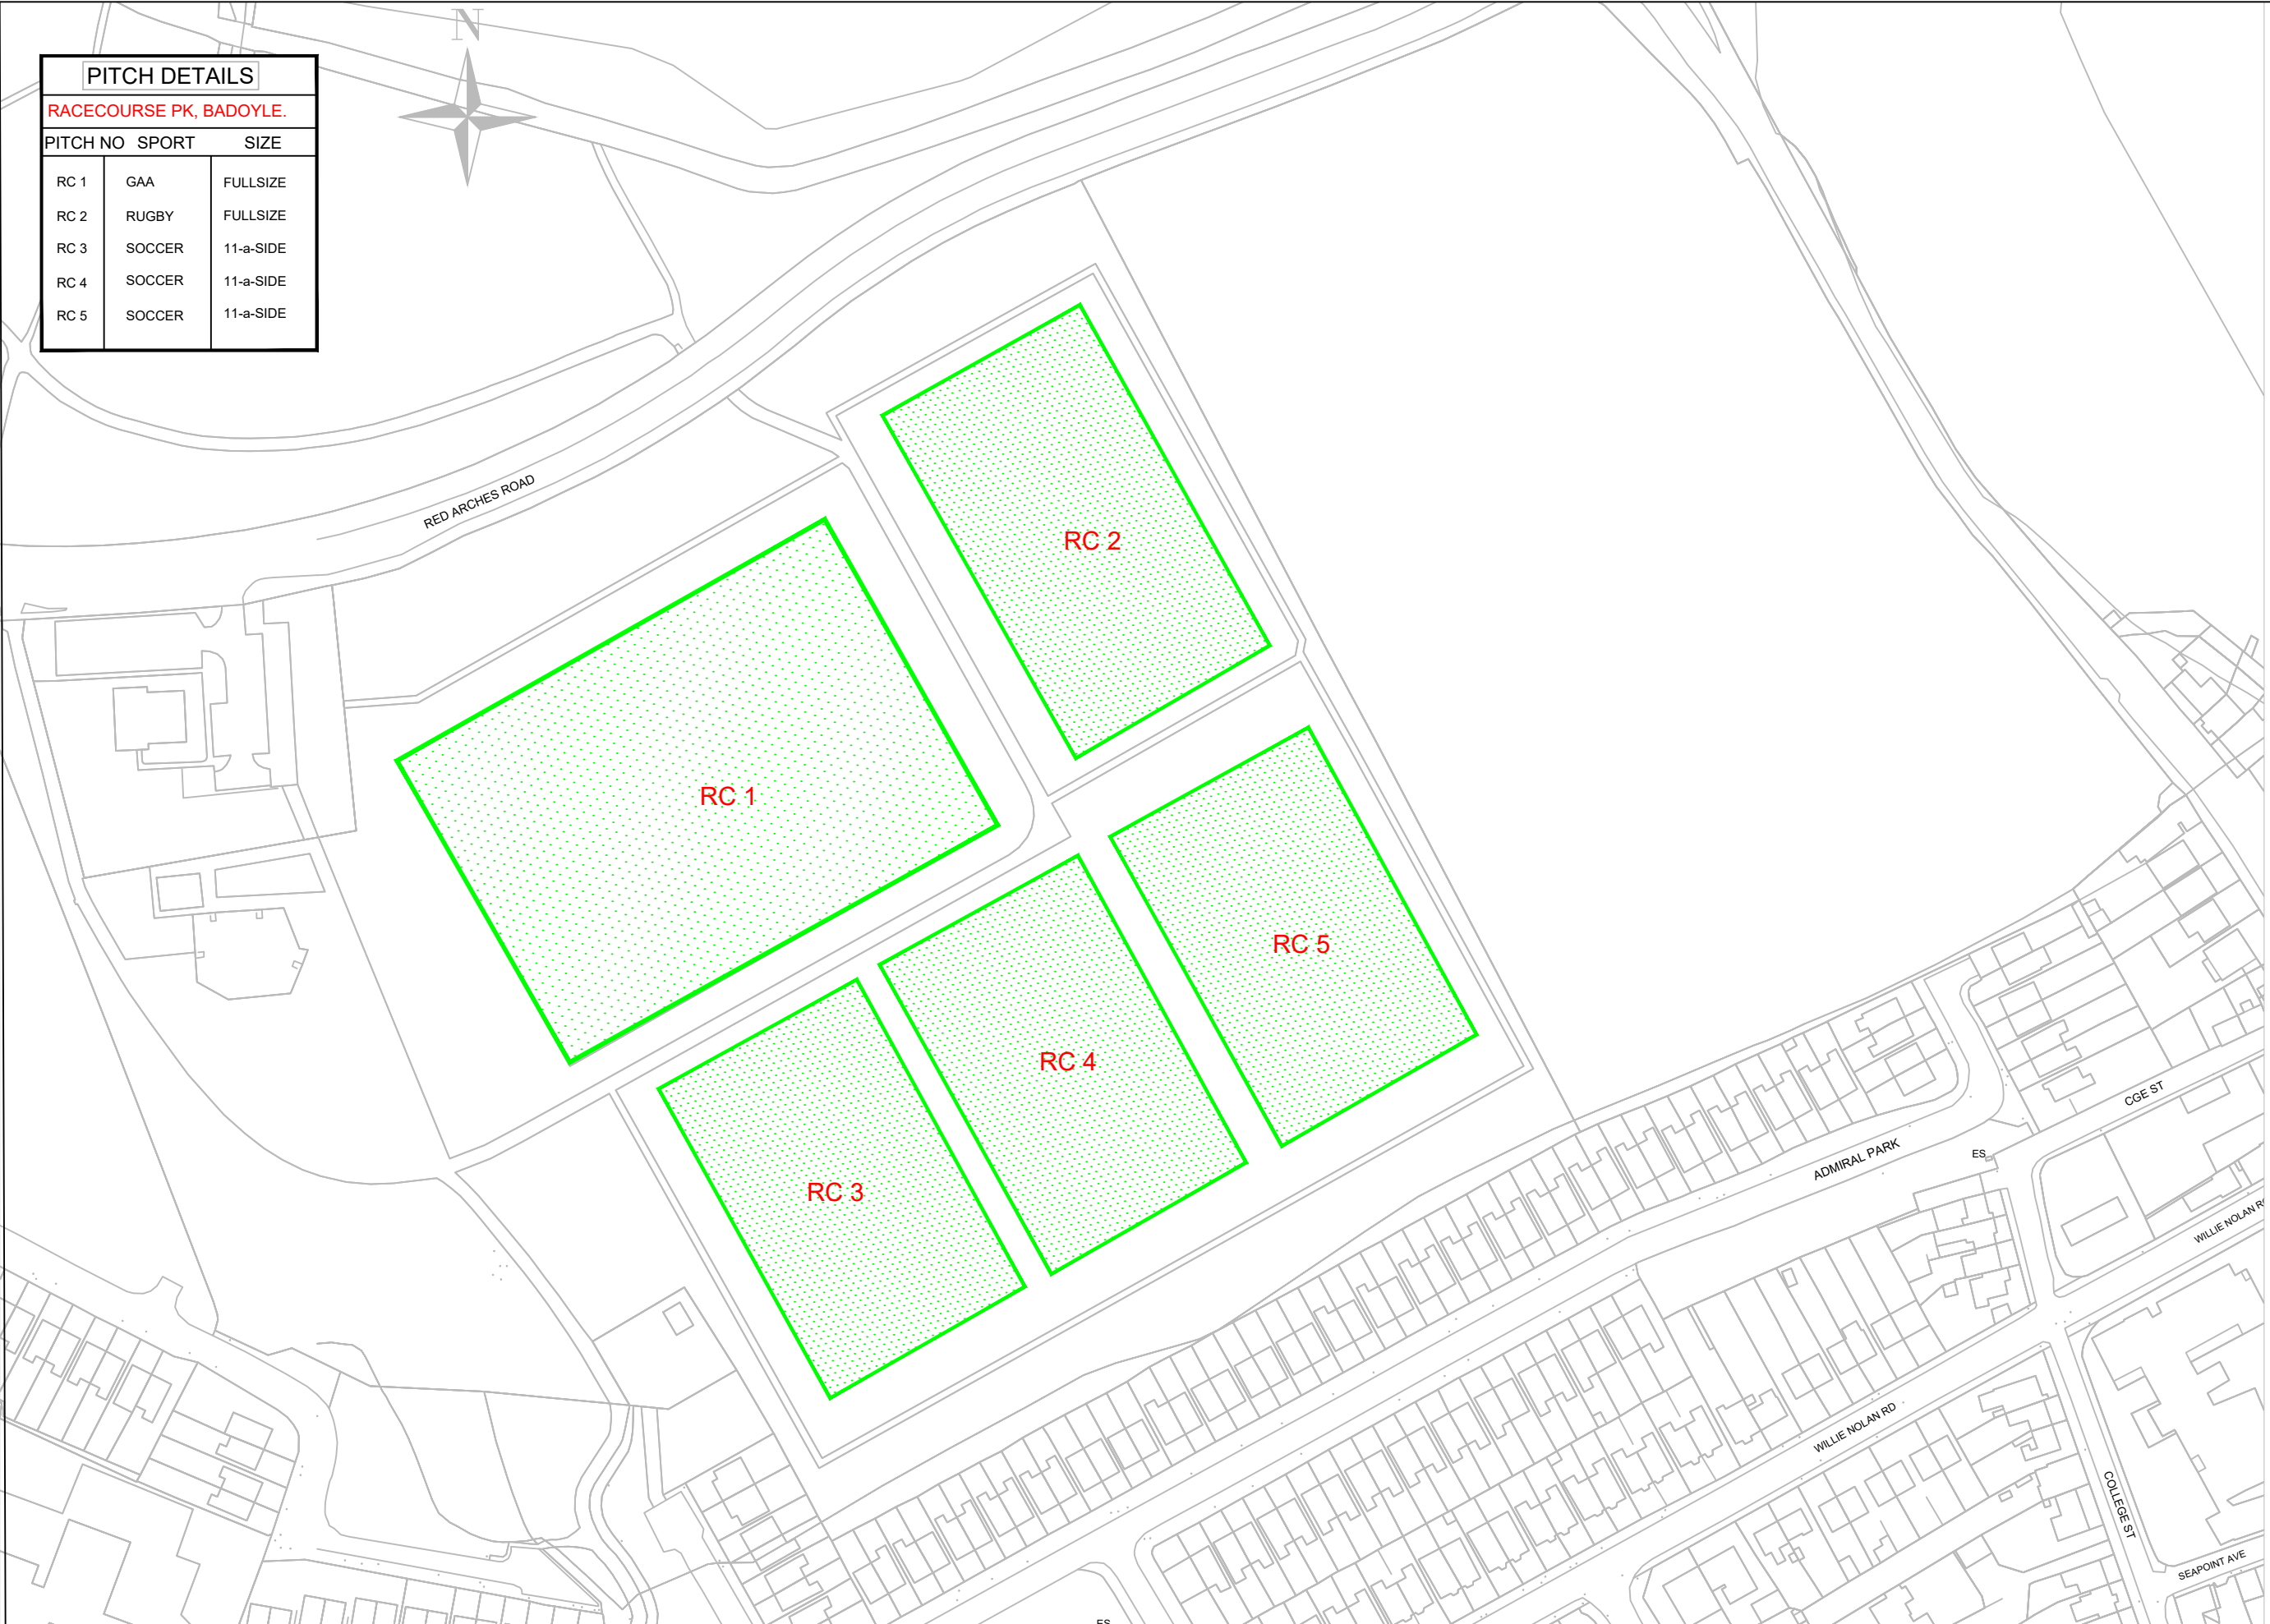 N
PITCH DETAILS
RACECOURSE PK, BADOYLE.
PITCH NO SPORT SIZE
RC 1 GAA FULLSIZE
RC 2 RUGBY FULLSIZE
RC 3 SOCCER 11-a-SIDE
RC 4 SOCCER 11-a-SIDE
RC 5 SOCCER 11-a-SIDE
RED ARCHES ROAD
RC 2
RC 1
RC 5
RC 4
RC 3
CGE ST
ADMIRAL PARK
ES
WILLIE NOLAN R
WILLIE NOLAN RD
COLLEGE ST
SEAPOINT AVE
ES